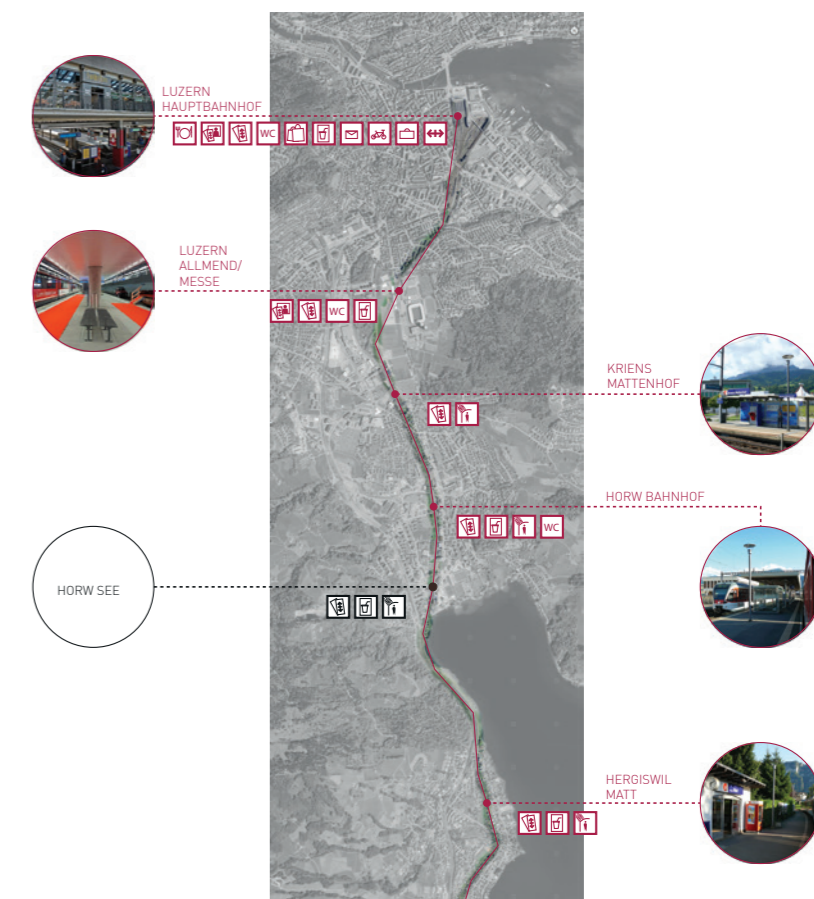 LUZERN
HAUPTBAHNHOF
WC
LUZERN
ALLMEND/
MESSE
WC
KRIENS
MATTENHOF
HORW BAHNHOF
WC
HORW SEE
HERGISWIL
MATT